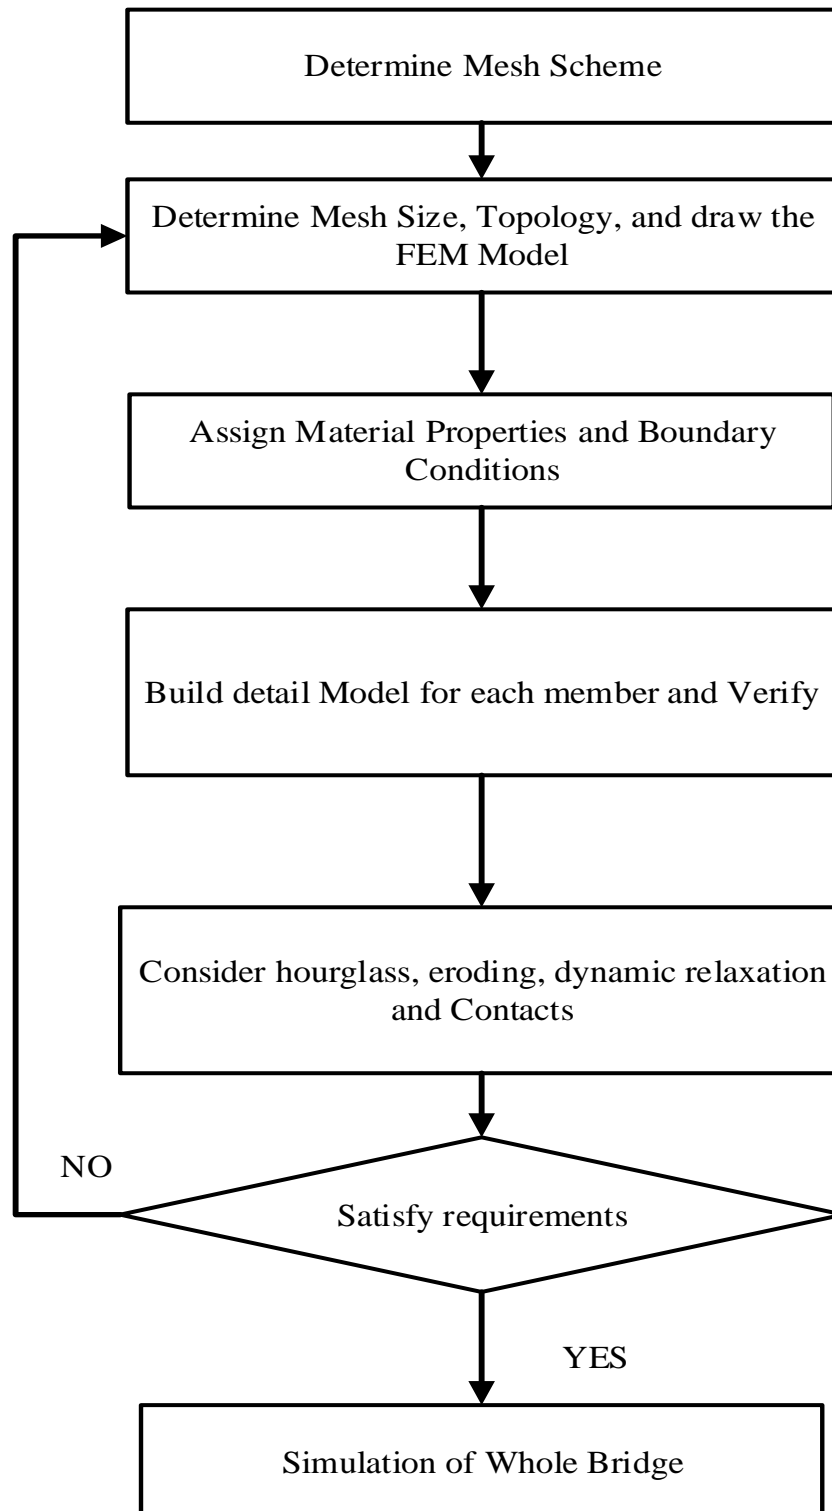 Determine Mesh Scheme
Determine Mesh Size, Topology, and draw the
FEM Model
Assign Material Properties and Boundary
Conditions
Build detail Model for each member and Verify
Consider hourglass, eroding, dynamic relaxation
and Contacts
NO
Satisfy requirements
YES
Simulation of Whole Bridge